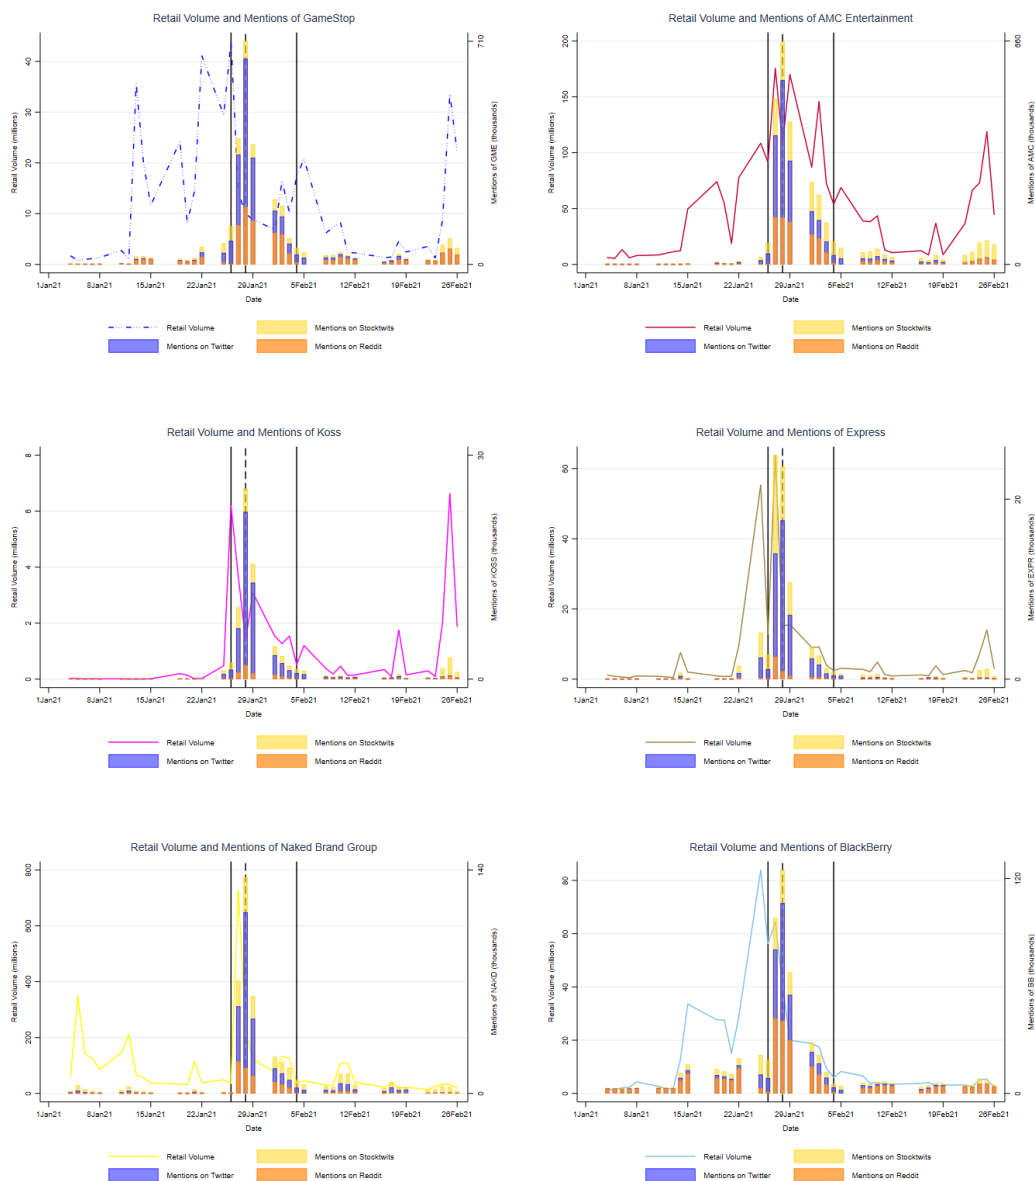 Retail Volume and Mentions of GameStop
Retail Volume (millions)
0 10 20 30 40
Mentions of GME (thousands)
0 710
1Jan21 8Jan21 15Jan21 22Jan21 29Jan21 5Feb21 12Feb21 19Feb21 26Feb21
Date
Retail Volume Mentions on Stocktwits
Mentions on Twitter Mentions on Reddit
Retail Volume and Mentions of AMC Entertainment
Retail Volume (millions)
0 50 100 150 200
Mentions of AMC (thousands)
0 660
1Jan21 8Jan21 15Jan21 22Jan21 29Jan21 5Feb21 12Feb21 19Feb21 26Feb21
Date
Retail Volume Mentions on Stocktwits
Mentions on Twitter Mentions on Reddit
Retail Volume and Mentions of Koss
Retail Volume (millions)
0 2 4 6 8
Mentions of KOSS (thousands)
0 30
1Jan21 8Jan21 15Jan21 22Jan21 29Jan21 5Feb21 12Feb21 19Feb21 26Feb21
Date
Retail Volume Mentions on Stocktwits
Mentions on Twitter Mentions on Reddit
Retail Volume and Mentions of Express
Retail Volume (millions)
0 20 40 60
Mentions of EXPR (thousands)
0 20
1Jan21 8Jan21 15Jan21 22Jan21 29Jan21 5Feb21 12Feb21 19Feb21 26Feb21
Date
Retail Volume Mentions on Stocktwits
Mentions on Twitter Mentions on Reddit
Retail Volume and Mentions of Naked Brand Group
Retail Volume (millions)
0 200 400 600 800
Mentions of NAKD (thousands)
0 140
1Jan21 8Jan21 15Jan21 22Jan21 29Jan21 5Feb21 12Feb21 19Feb21 26Feb21
Date
Retail Volume Mentions on Stocktwits
Mentions on Twitter Mentions on Reddit
Retail Volume and Mentions of BlackBerry
Retail Volume (millions)
0 20 40 60 80
Mentions of BB (thousands)
0 120
1Jan21 8Jan21 15Jan21 22Jan21 29Jan21 5Feb21 12Feb21 19Feb21 26Feb21
Date
Retail Volume Mentions on Stocktwits
Mentions on Twitter Mentions on Reddit